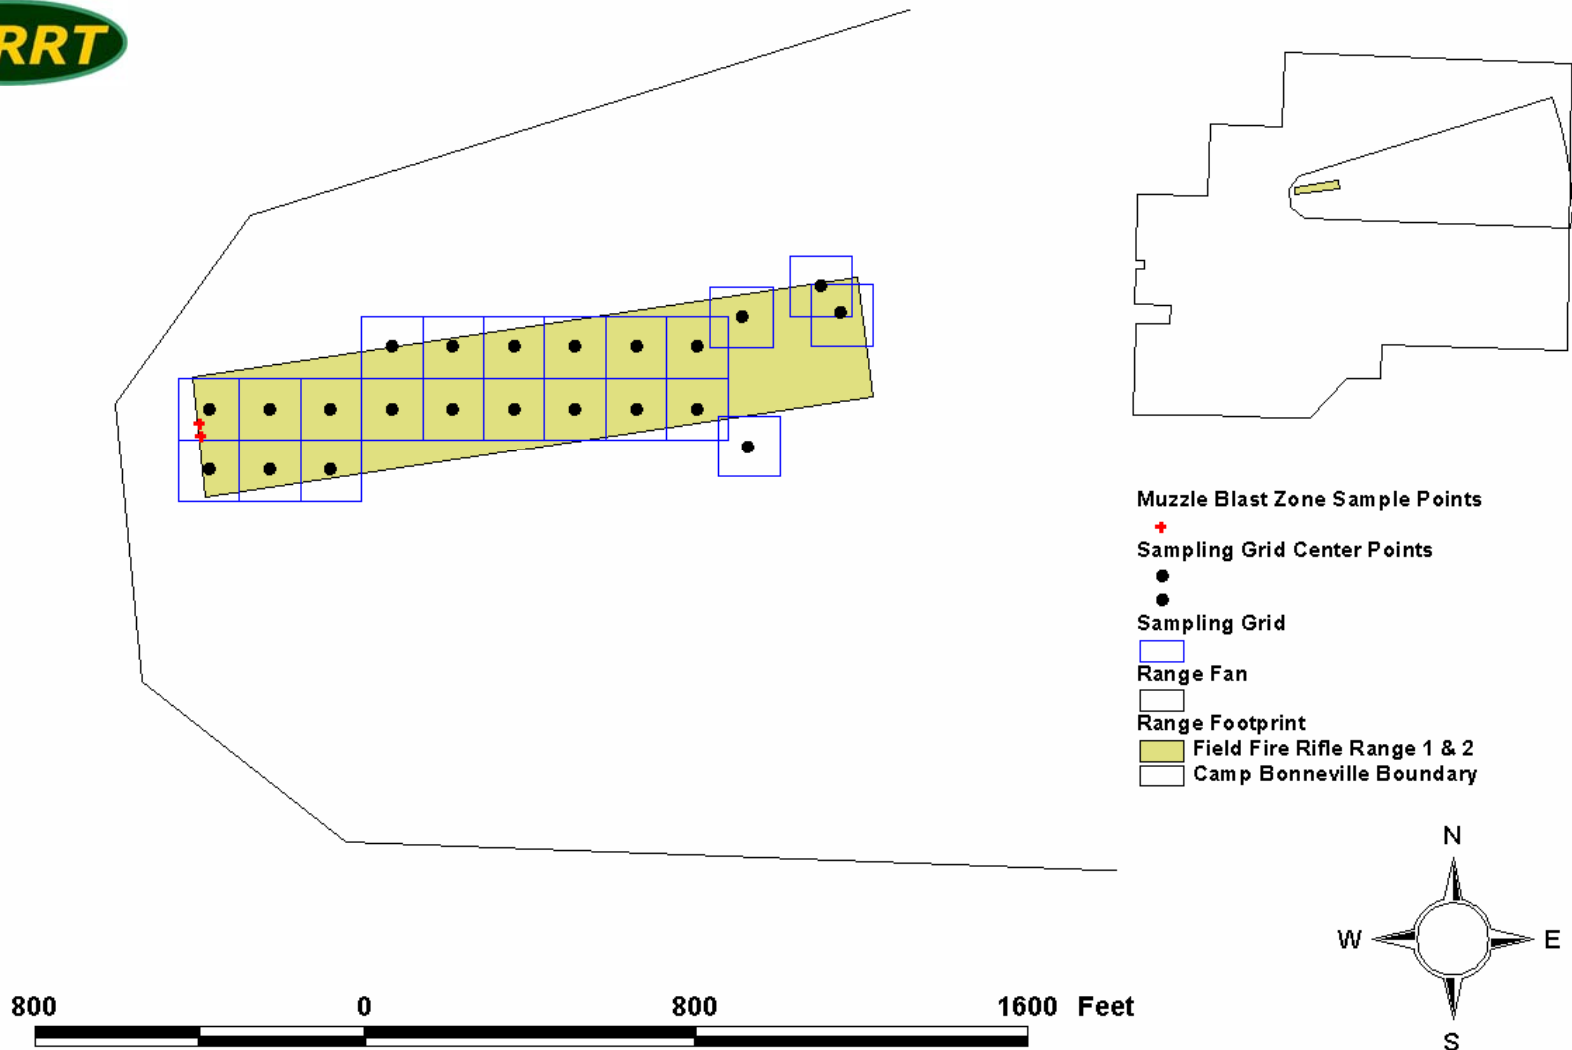 RRT
Muzzle Blast Zone Sample Points
Sampling Grid Center Points
Sampling Grid
Range Fan
Range Footprint
Field Fire Rifle Range 1 & 2
Camp Bonneville Boundary
N
W E
S
800 0 800 1600 Feet